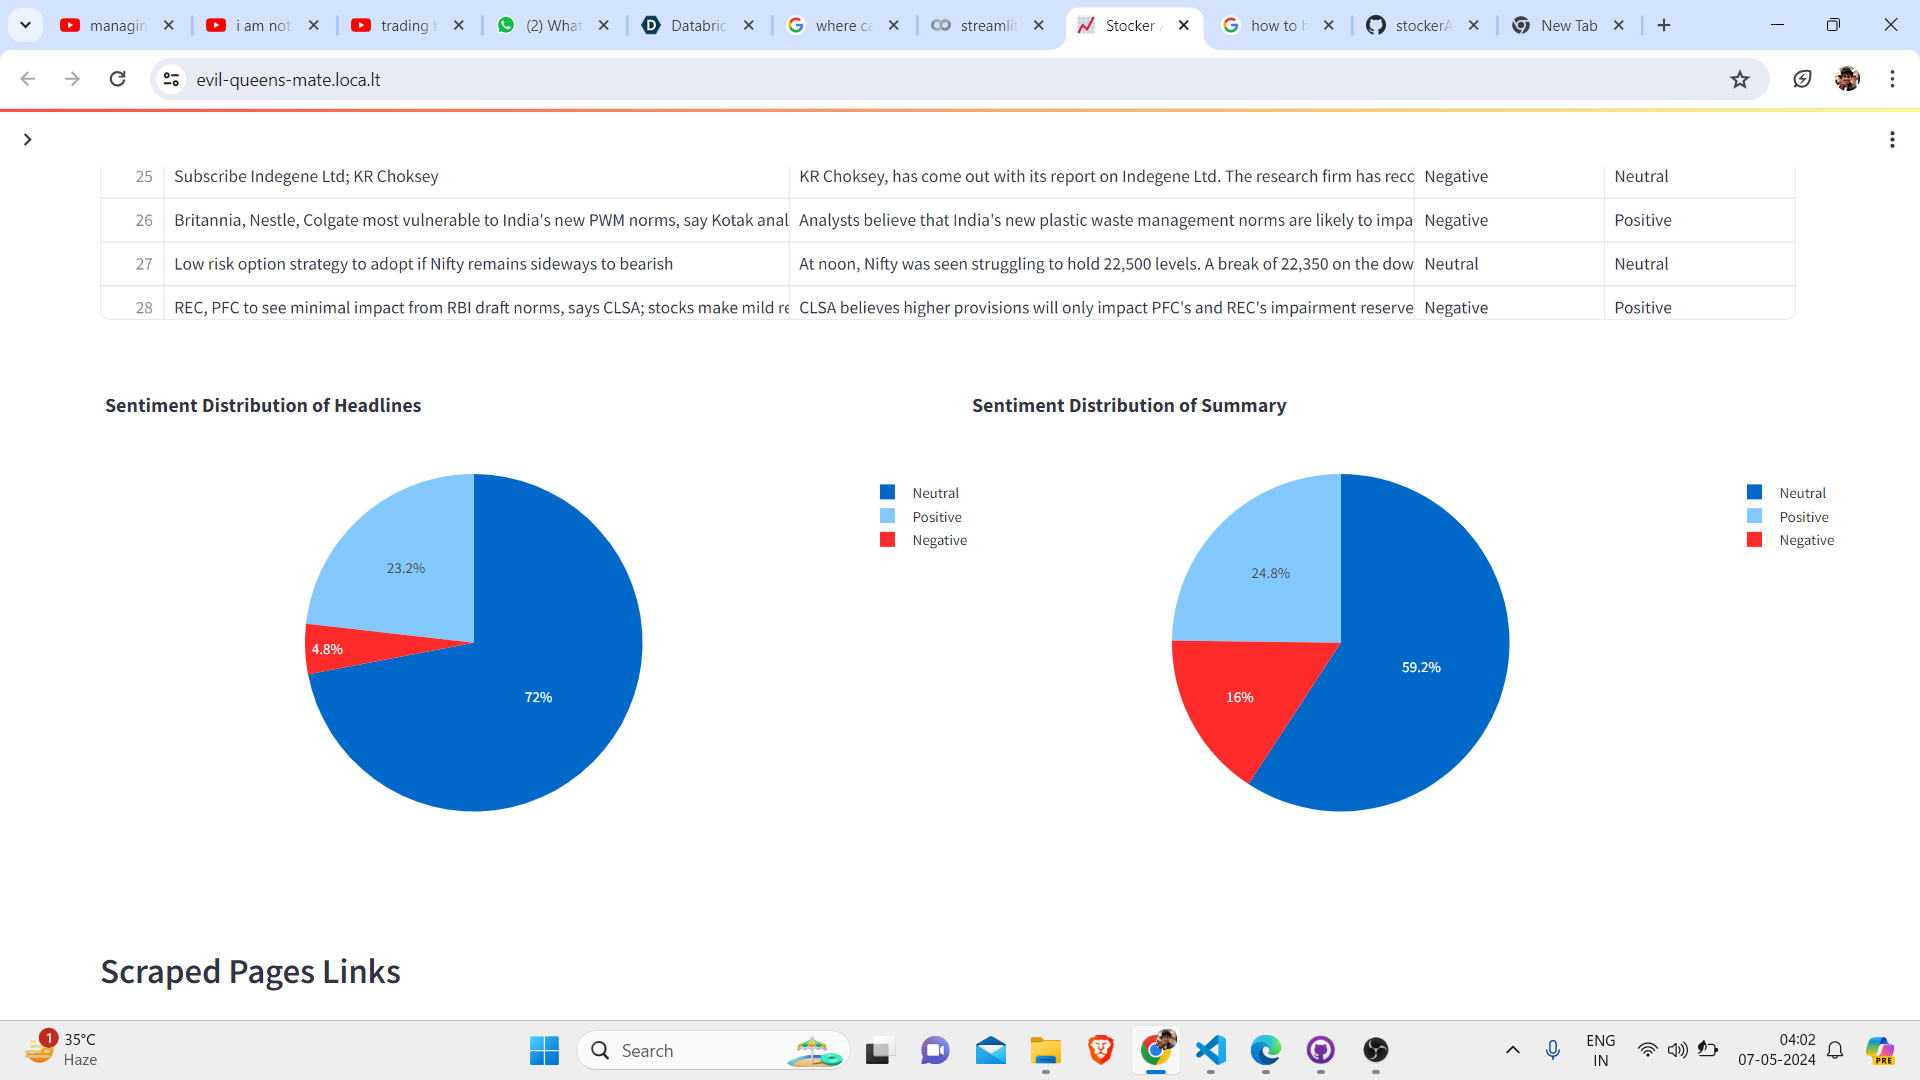 managin
i am not
trading b
(2) What
Databric
where ca
streamlit
Stocker A
how to h
stockerA
New Tab
evil-queens-mate.loca.lt
25 Subscribe Indegene Ltd; KR Choksey KR Choksey, has come out with its report on Indegene Ltd. The research firm has recc Negative Neutral
26 Britannia, Nestle, Colgate most vulnerable to India's new PWM norms, say Kotak anal Analysts believe that India's new plastic waste management norms are likely to impa Negative Positive
27 Low risk option strategy to adopt if Nifty remains sideways to bearish At noon, Nifty was seen struggling to hold 22,500 levels. A break of 22,350 on the dow Neutral Neutral
28 REC, PFC to see minimal impact from RBI draft norms, says CLSA; stocks make mild re CLSA believes higher provisions will only impact PFC's and REC's impairment reserve Negative Positive
Sentiment Distribution of Headlines
23.2%
4.8%
72%
Neutral
Positive
Negative
Sentiment Distribution of Summary
24.8%
16%
59.2%
Neutral
Positive
Negative
Scraped Pages Links
1
35°C
Haze
Search
ENG
IN
04:02
07-05-2024
PRE